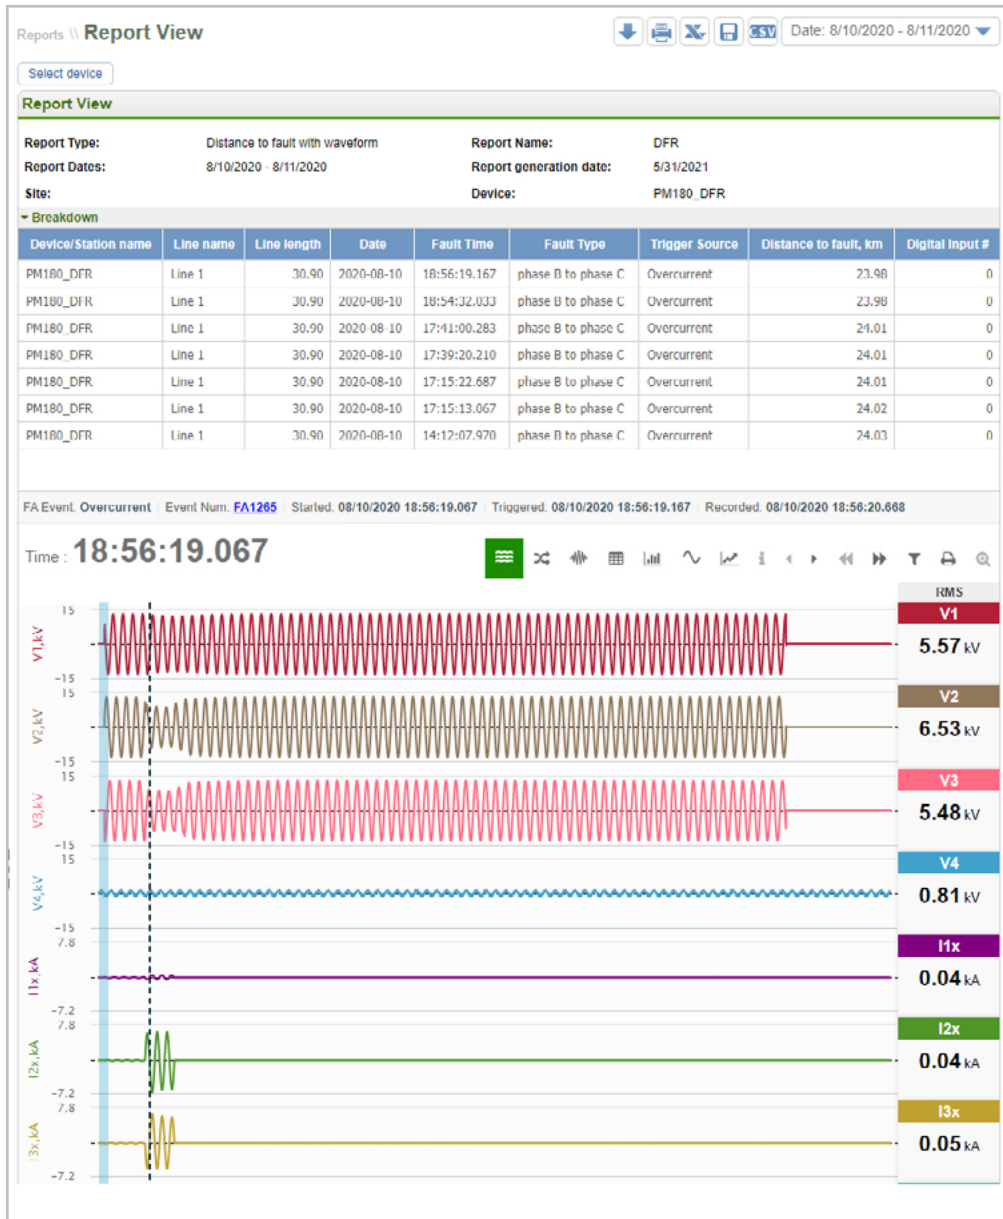 Reports \\ Report View
CSV
Date: 8/10/2020 - 8/11/2020
Select device
Report View
Report Type: Distance to fault with waveform Report Name: DFR
Report Dates: 8/10/2020 - 8/11/2020 Report generation date: 5/31/2021
Site: Device: PM180_DFR
Breakdown
Device/Station name Line name Line length Date Fault Time Fault Type Trigger Source Distance to fault, km Digital Input #
PM180_DFR Line 1 30.90 2020-08-10 18:56:19.167 phase B to phase C Overcurrent 23.98 0
PM180_DFR Line 1 30.90 2020-08-10 18:54:32.033 phase B to phase C Overcurrent 23.98 0
PM180_DFR Line 1 30.90 2020-08-10 17:41:00.283 phase B to phase C Overcurrent 24.01 0
PM180_DFR Line 1 30.90 2020-08-10 17:39:20.210 phase B to phase C Overcurrent 24.01 0
PM180_DFR Line 1 30.90 2020-08-10 17:15:22.687 phase B to phase C Overcurrent 24.01 0
PM180_DFR Line 1 30.90 2020-08-10 17:15:13.067 phase B to phase C Overcurrent 24.02 0
PM180_DFR Line 1 30.90 2020-08-10 14:12:07.970 phase B to phase C Overcurrent 24.03 0
FA Event: Overcurrent Event Num: FA1265 Started: 08/10/2020 18:56:19.067 Triggered: 08/10/2020 18:56:19.167 Recorded: 08/10/2020 18:56:20.668
Time : 18:56:19.067
RMS
15
V1,kV
-15
V1
5.57 kV
15
V2,kV
-15
V2
6.53 kV
15
V3,kV
-15
V3
5.48 kV
15
V4,kV
-15
V4
0.81 kV
7.8
I1x,kA
-7.2
I1x
0.04 kA
7.8
I2x,kA
-7.2
I2x
0.04 kA
7.8
I3x,kA
-7.2
I3x
0.05 kA